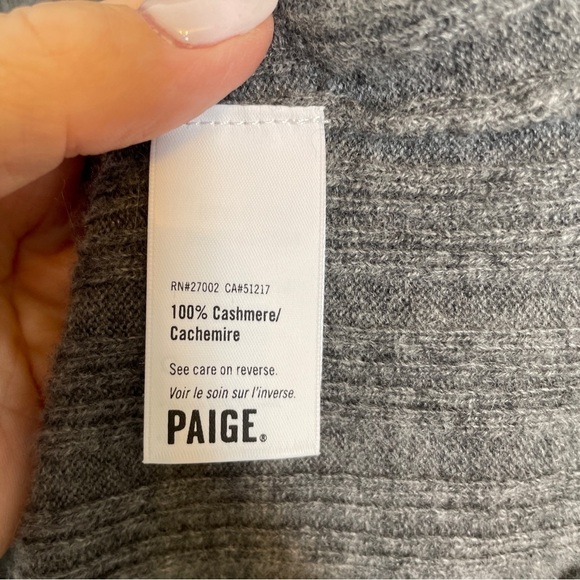 RN#27002 CA#51217
100% Cashmere/
Cachemire
See care on reverse.
Voir le soin sur l'inverse.
PAIGE®